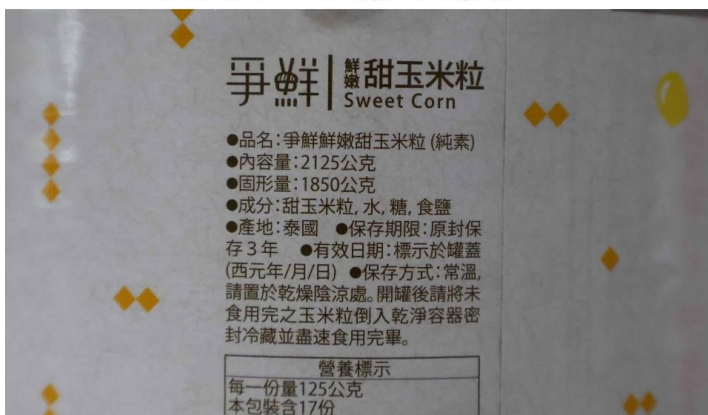 爭鮮 鮮嫩甜玉米粒
Sweet Corn
●品名:爭鮮鮮嫩甜玉米粒(純素)
●內容量:2125公克
●固形量:1850公克
●成分:甜玉米粒, 水, 糖, 食鹽
●產地:泰國 ●保存期限:原封保
存3年 ●有效日期:標示於罐蓋
(西元年/月/日) ●保存方式:常溫,
請置於乾燥陰涼處。開罐後請將未
食用完之玉米粒倒入乾淨容器密
封冷藏並盡速食用完畢。
營養標示
每一份量125公克
本包裝含17份